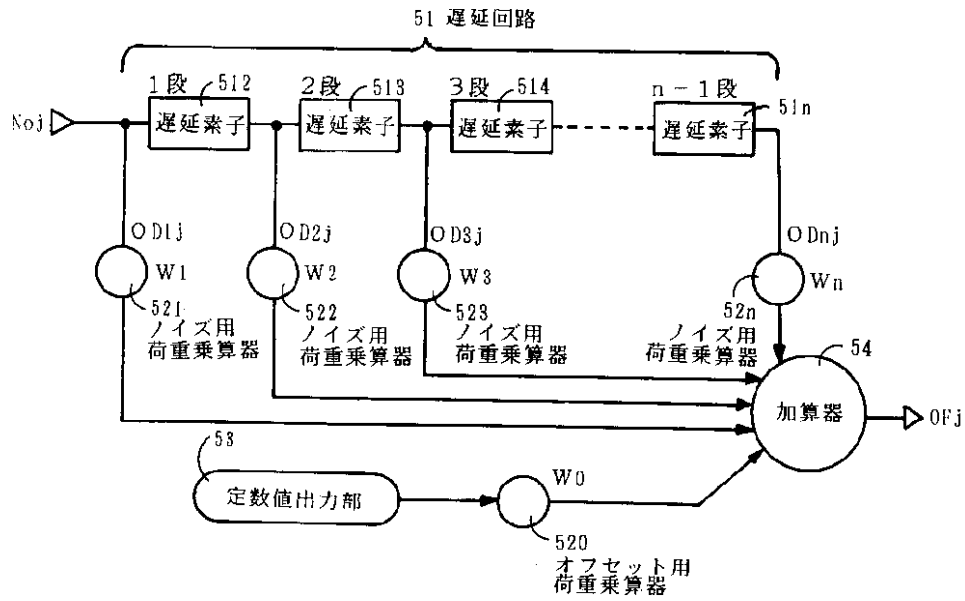 51 遅延回路
1段 512
2段 513
3段 514
n-1段
51n
Noj
遅延素子
遅延素子
遅延素子
遅延素子
OD1j
OD2j
OD3j
ODnj
W1
W2
W3
Wn
521
522
523
52n
ノイズ用
荷重乗算器
ノイズ用
荷重乗算器
ノイズ用
荷重乗算器
ノイズ用
荷重乗算器
54
加算器
OFj
53
定数値出力部
W0
520
オフセット用
荷重乗算器